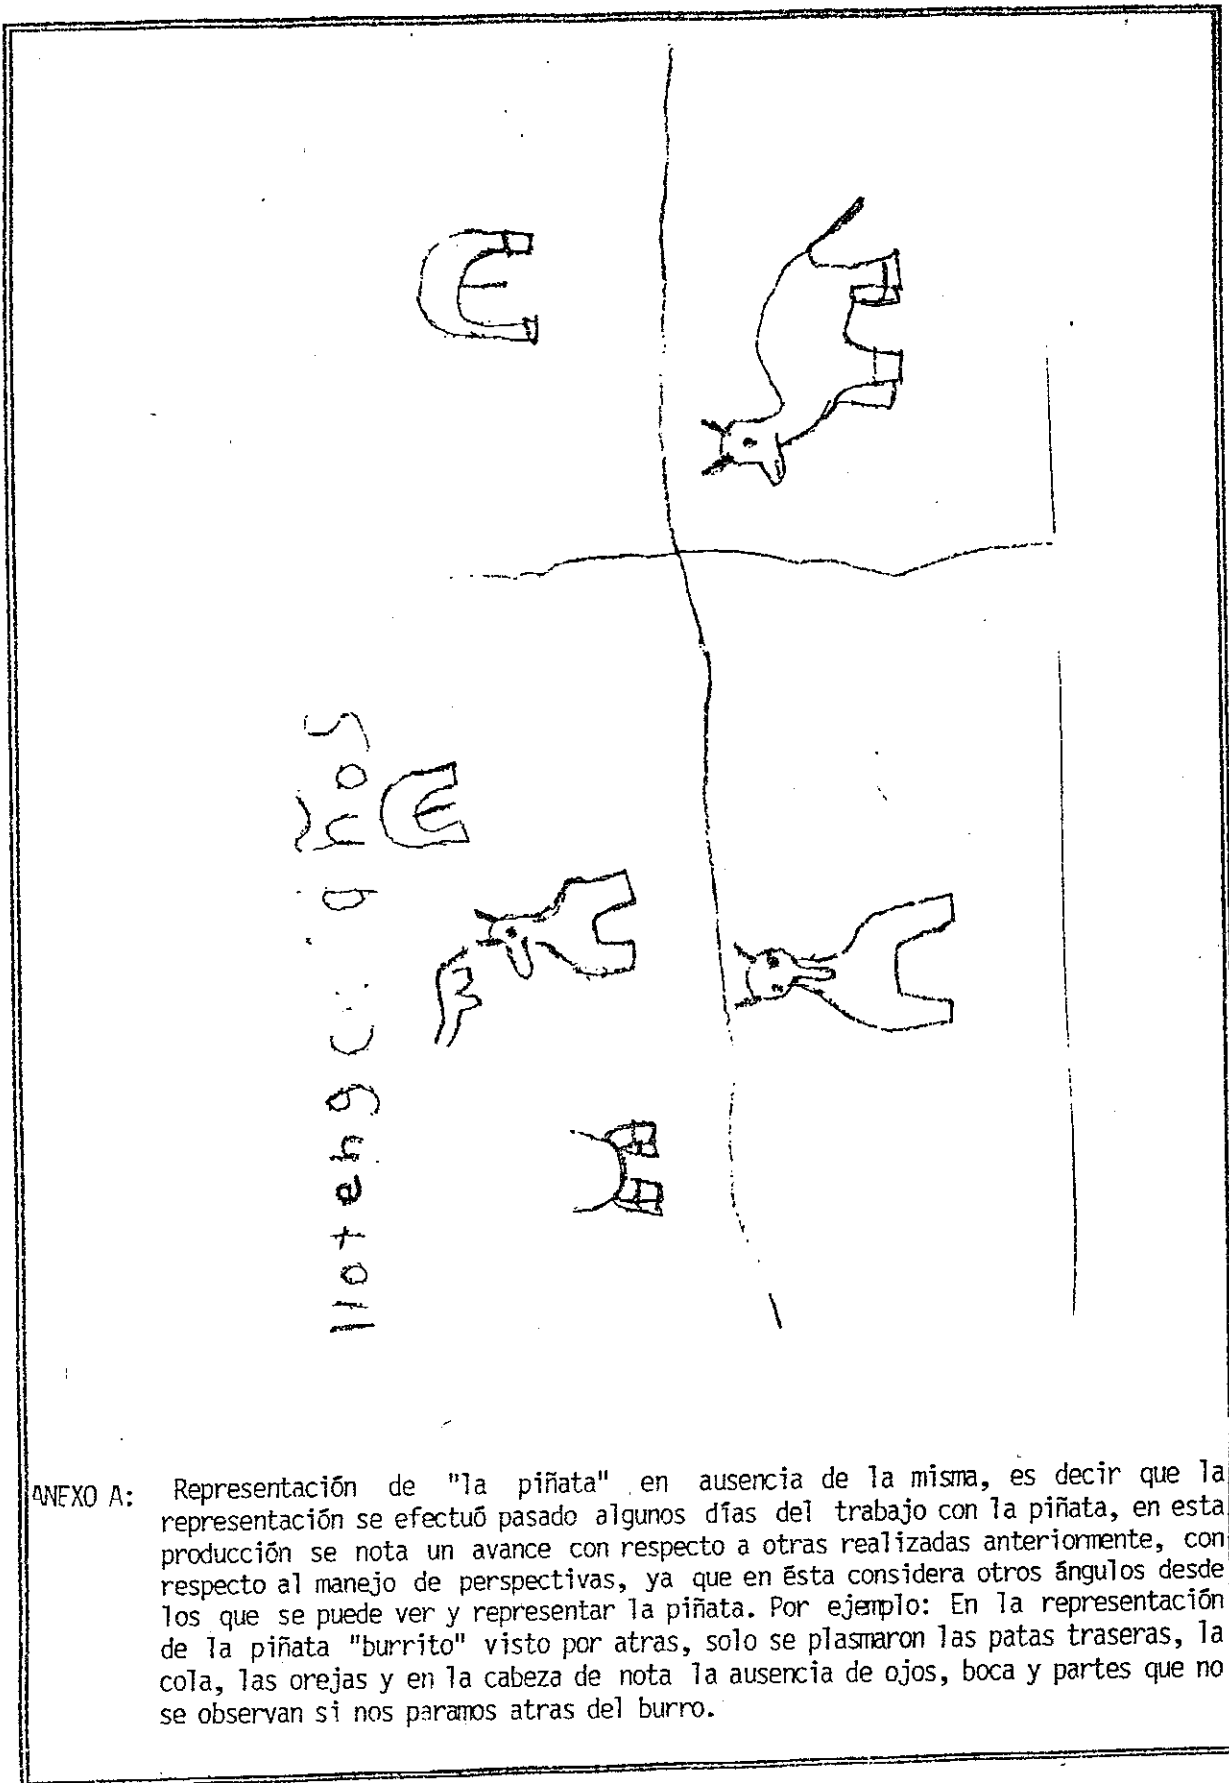 llotengo ahos
ANEXO A: Representación de "la piñata" en ausencia de la misma, es decir que la
representación se efectuó pasado algunos días del trabajo con la piñata, en esta
producción se nota un avance con respecto a otras realizadas anteriormente, con
respecto al manejo de perspectivas, ya que en ésta considera otros ángulos desde
los que se puede ver y representar la piñata. Por ejemplo: En la representación
de la piñata "burrito" visto por atras, solo se plasmaron las patas traseras, la
cola, las orejas y en la cabeza de nota la ausencia de ojos, boca y partes que no
se observan si nos paramos atras del burro.